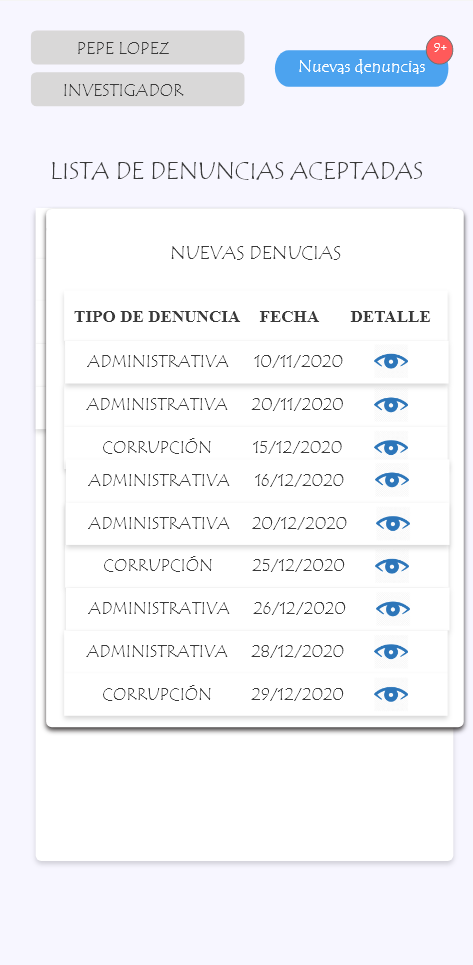 PEPE LOPEZ
INVESTIGADOR
Nuevas denuncias
9+
LISTA DE DENUNCIAS ACEPTADAS
NUEVAS DENUCIAS
TIPO DE DENUNCIA FECHA DETALLE
ADMINISTRATIVA 10/11/2020
ADMINISTRATIVA 20/11/2020
CORRUPCIÓN 15/12/2020
ADMINISTRATIVA 16/12/2020
ADMINISTRATIVA 20/12/2020
CORRUPCIÓN 25/12/2020
ADMINISTRATIVA 26/12/2020
ADMINISTRATIVA 28/12/2020
CORRUPCIÓN 29/12/2020